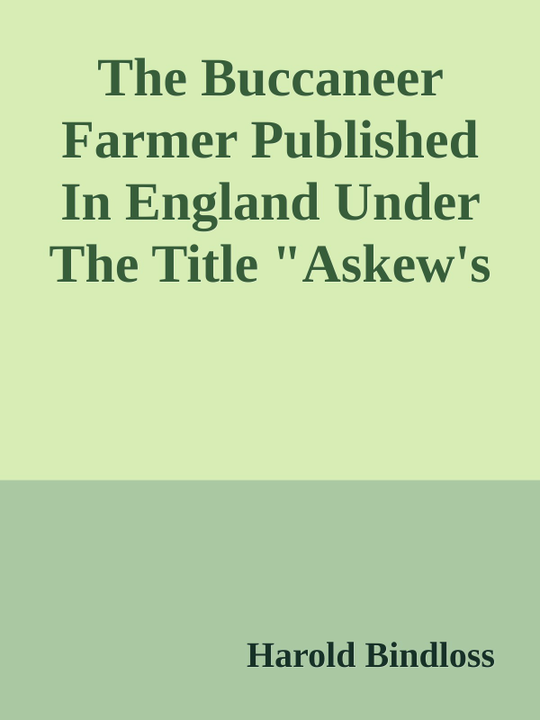 The Buccaneer
Farmer Published
In England Under
The Title "Askew's
Harold Bindloss